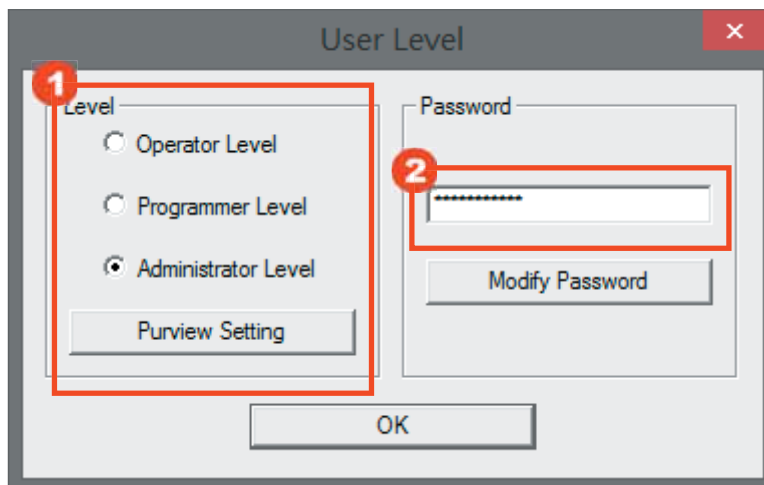 User Level
1
Level
Operator Level
Programmer Level
Administrator Level
Purview Setting
Password
2
***********
Modify Password
OK